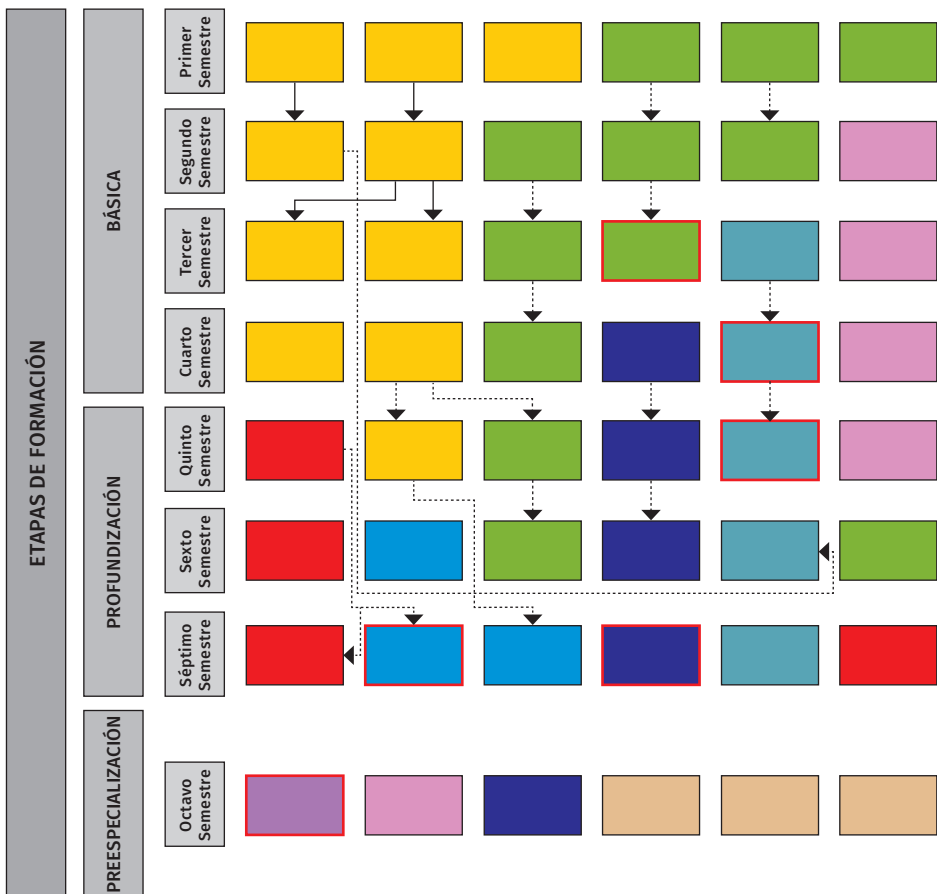 ETAPAS DE FORMACIÓN
BÁSICA
Primer
Semestre
Segundo
Semestre
Tercer
Semestre
Cuarto
Semestre
PROFUNDIZACIÓN
Quinto
Semestre
Sexto
Semestre
Séptimo
Semestre
PREESPECIALIZACIÓN
Octavo
Semestre